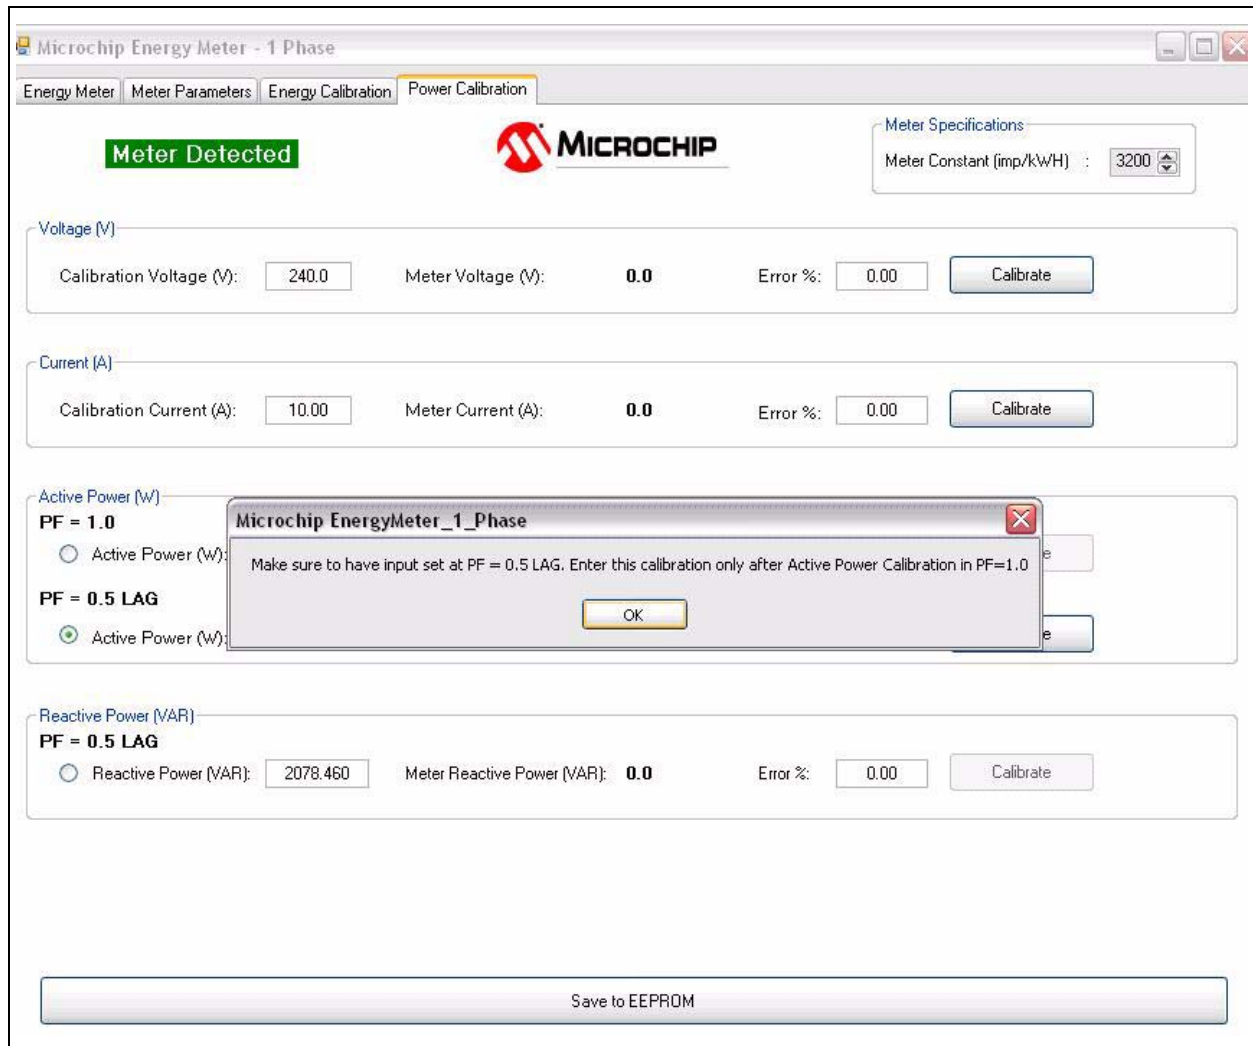 Microchip Energy Meter - 1 Phase
Energy Meter Meter Parameters Energy Calibration Power Calibration
Meter Detected
MICROCHIP
Meter Specifications
Meter Constant (imp/kWH) : 3200
Voltage (V)
Calibration Voltage (V): 240.0 Meter Voltage (V): 0.0 Error %: 0.00 Calibrate
Current (A)
Calibration Current (A): 10.00 Meter Current (A): 0.0 Error %: 0.00 Calibrate
Active Power (W)
PF = 1.0
Active Power (W):
PF = 0.5 LAG
Active Power (W):
Microchip EnergyMeter_1_Phase
Make sure to have input set at PF = 0.5 LAG. Enter this calibration only after Active Power Calibration in PF=1.0
OK
Reactive Power (VAR)
PF = 0.5 LAG
Reactive Power (VAR): 2078.460 Meter Reactive Power (VAR): 0.0 Error %: 0.00 Calibrate
Save to EEPROM